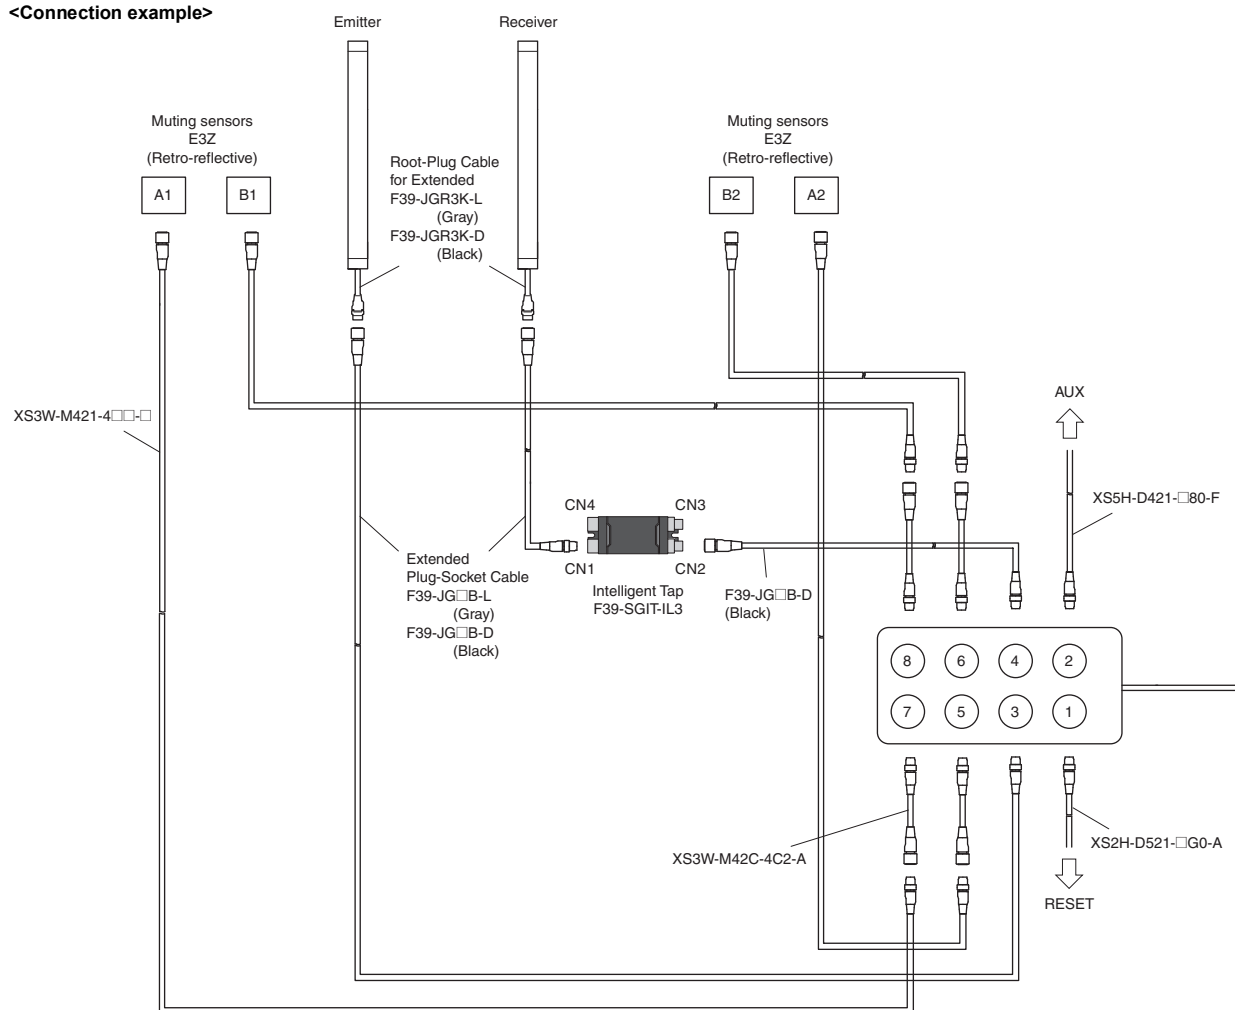 <Connection example>
Emitter
Receiver
Muting sensors
E3Z
(Retro-reflective)
A1
B1
Root-Plug Cable
for Extended
F39-JGR3K-L
(Gray)
F39-JGR3K-D
(Black)
Muting sensors
E3Z
(Retro-reflective)
B2
A2
XS3W-M421-4□□-□
AUX
XS5H-D421-□80-F
CN4
CN3
CN1
CN2
Intelligent Tap
F39-SGIT-IL3
Extended
Plug-Socket Cable
F39-JG□B-L
(Gray)
F39-JG□B-D
(Black)
F39-JG□B-D
(Black)
8
6
4
2
7
5
3
1
XS3W-M42C-4C2-A
XS2H-D521-□G0-A
RESET